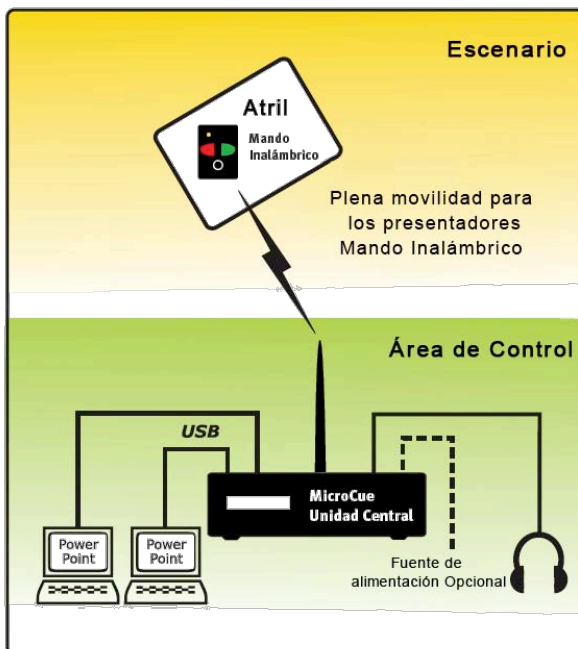 Escenario
Atril
Mando
Inalámbrico
Plena movilidad para
los presentadores
Mando Inalámbrico
Área de Control
USB
MicroCue
Unidad Central
Power
Point
Power
Point
Fuente de
alimentación Opcional